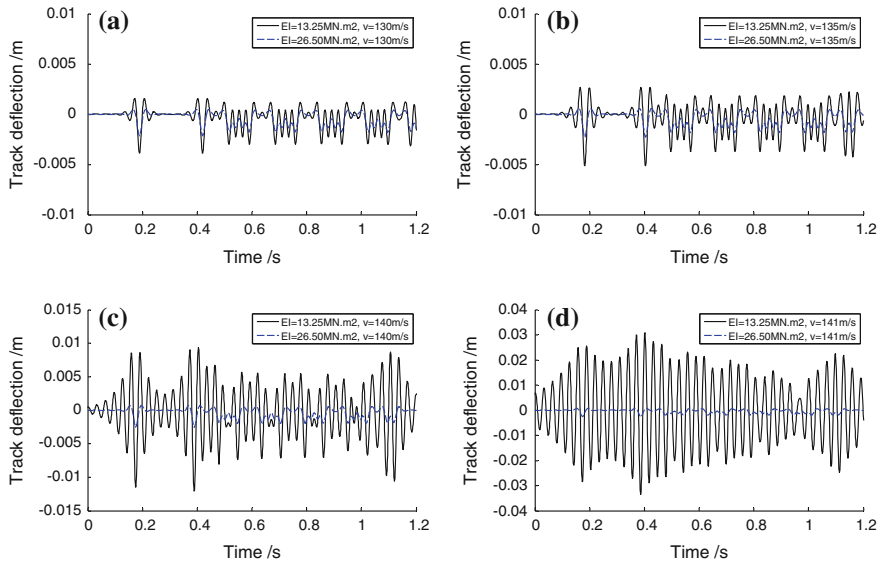 (a)
EI=13.25MN.m2, v=130m/s
EI=26.50MN.m2, v=130m/s
0.01
0.005
0
-0.005
-0.01
Track deflection /m
0 0.2 0.4 0.6 0.8 1 1.2
Time /s
(b)
EI=13.25MN.m2, v=135m/s
EI=26.50MN.m2, v=135m/s
0.01
0.005
0
-0.005
-0.01
Track deflection /m
0 0.2 0.4 0.6 0.8 1 1.2
Time /s
(c)
EI=13.25MN.m2, v=140m/s
EI=26.50MN.m2, v=140m/s
0.015
0.01
0.005
0
-0.005
-0.01
-0.015
Track deflection /m
0 0.2 0.4 0.6 0.8 1 1.2
Time /s
(d)
EI=13.25MN.m2, v=141m/s
EI=26.50MN.m2, v=141m/s
0.04
0.03
0.02
0.01
0
-0.01
-0.02
-0.03
-0.04
Track deflection /m
0 0.2 0.4 0.6 0.8 1 1.2
Time /s